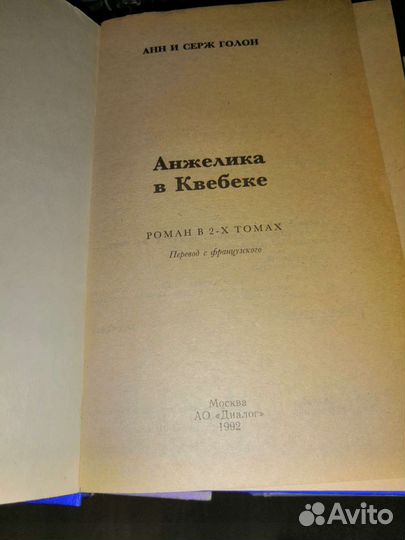 АНН И СЕРЖ ГОЛОН
Анжелика
в Квебеке
РОМАН В 2-Х ТОМАХ
Перевод с французского
Москва
АО «Диалог»
1992
Avito